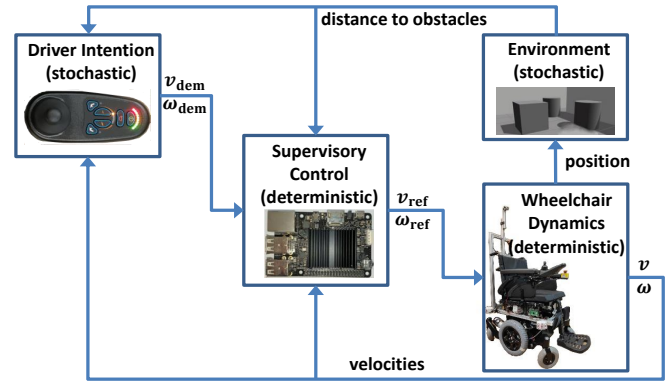 distance to obstacles
Driver Intention
(stochastic)
v_dem
ω_dem
Environment
(stochastic)
Supervisory
Control
(deterministic)
v_ref
ω_ref
position
Wheelchair
Dynamics
(deterministic)
v
ω
velocities